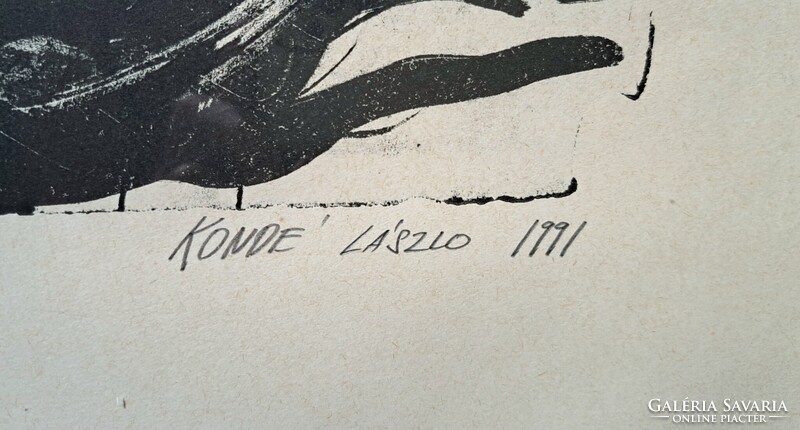 KONDÉ LÁSZLO 1991
GALÉRIA SAVARIA
ONLINE PIACTÉR